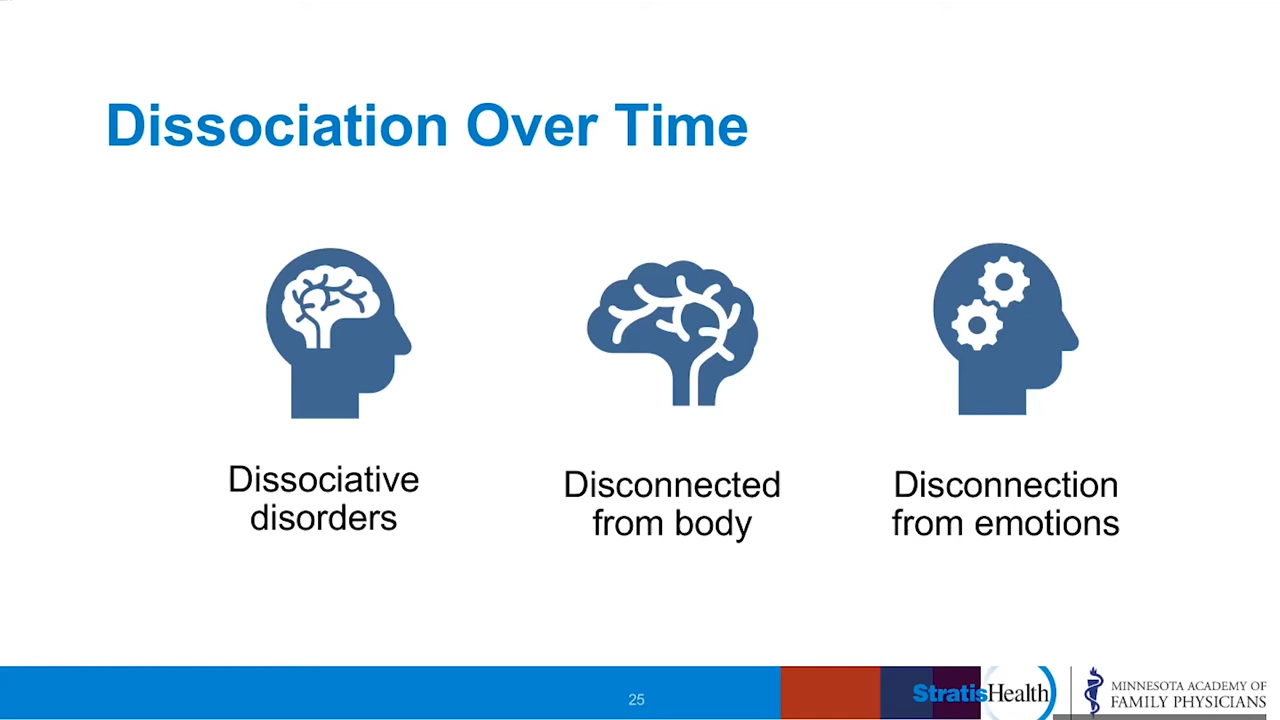 Dissociation Over Time
Dissociative
disorders
Disconnected
from body
Disconnection
from emotions
25
StratisHealth
MINNESOTA ACADEMY OF
FAMILY PHYSICIANS